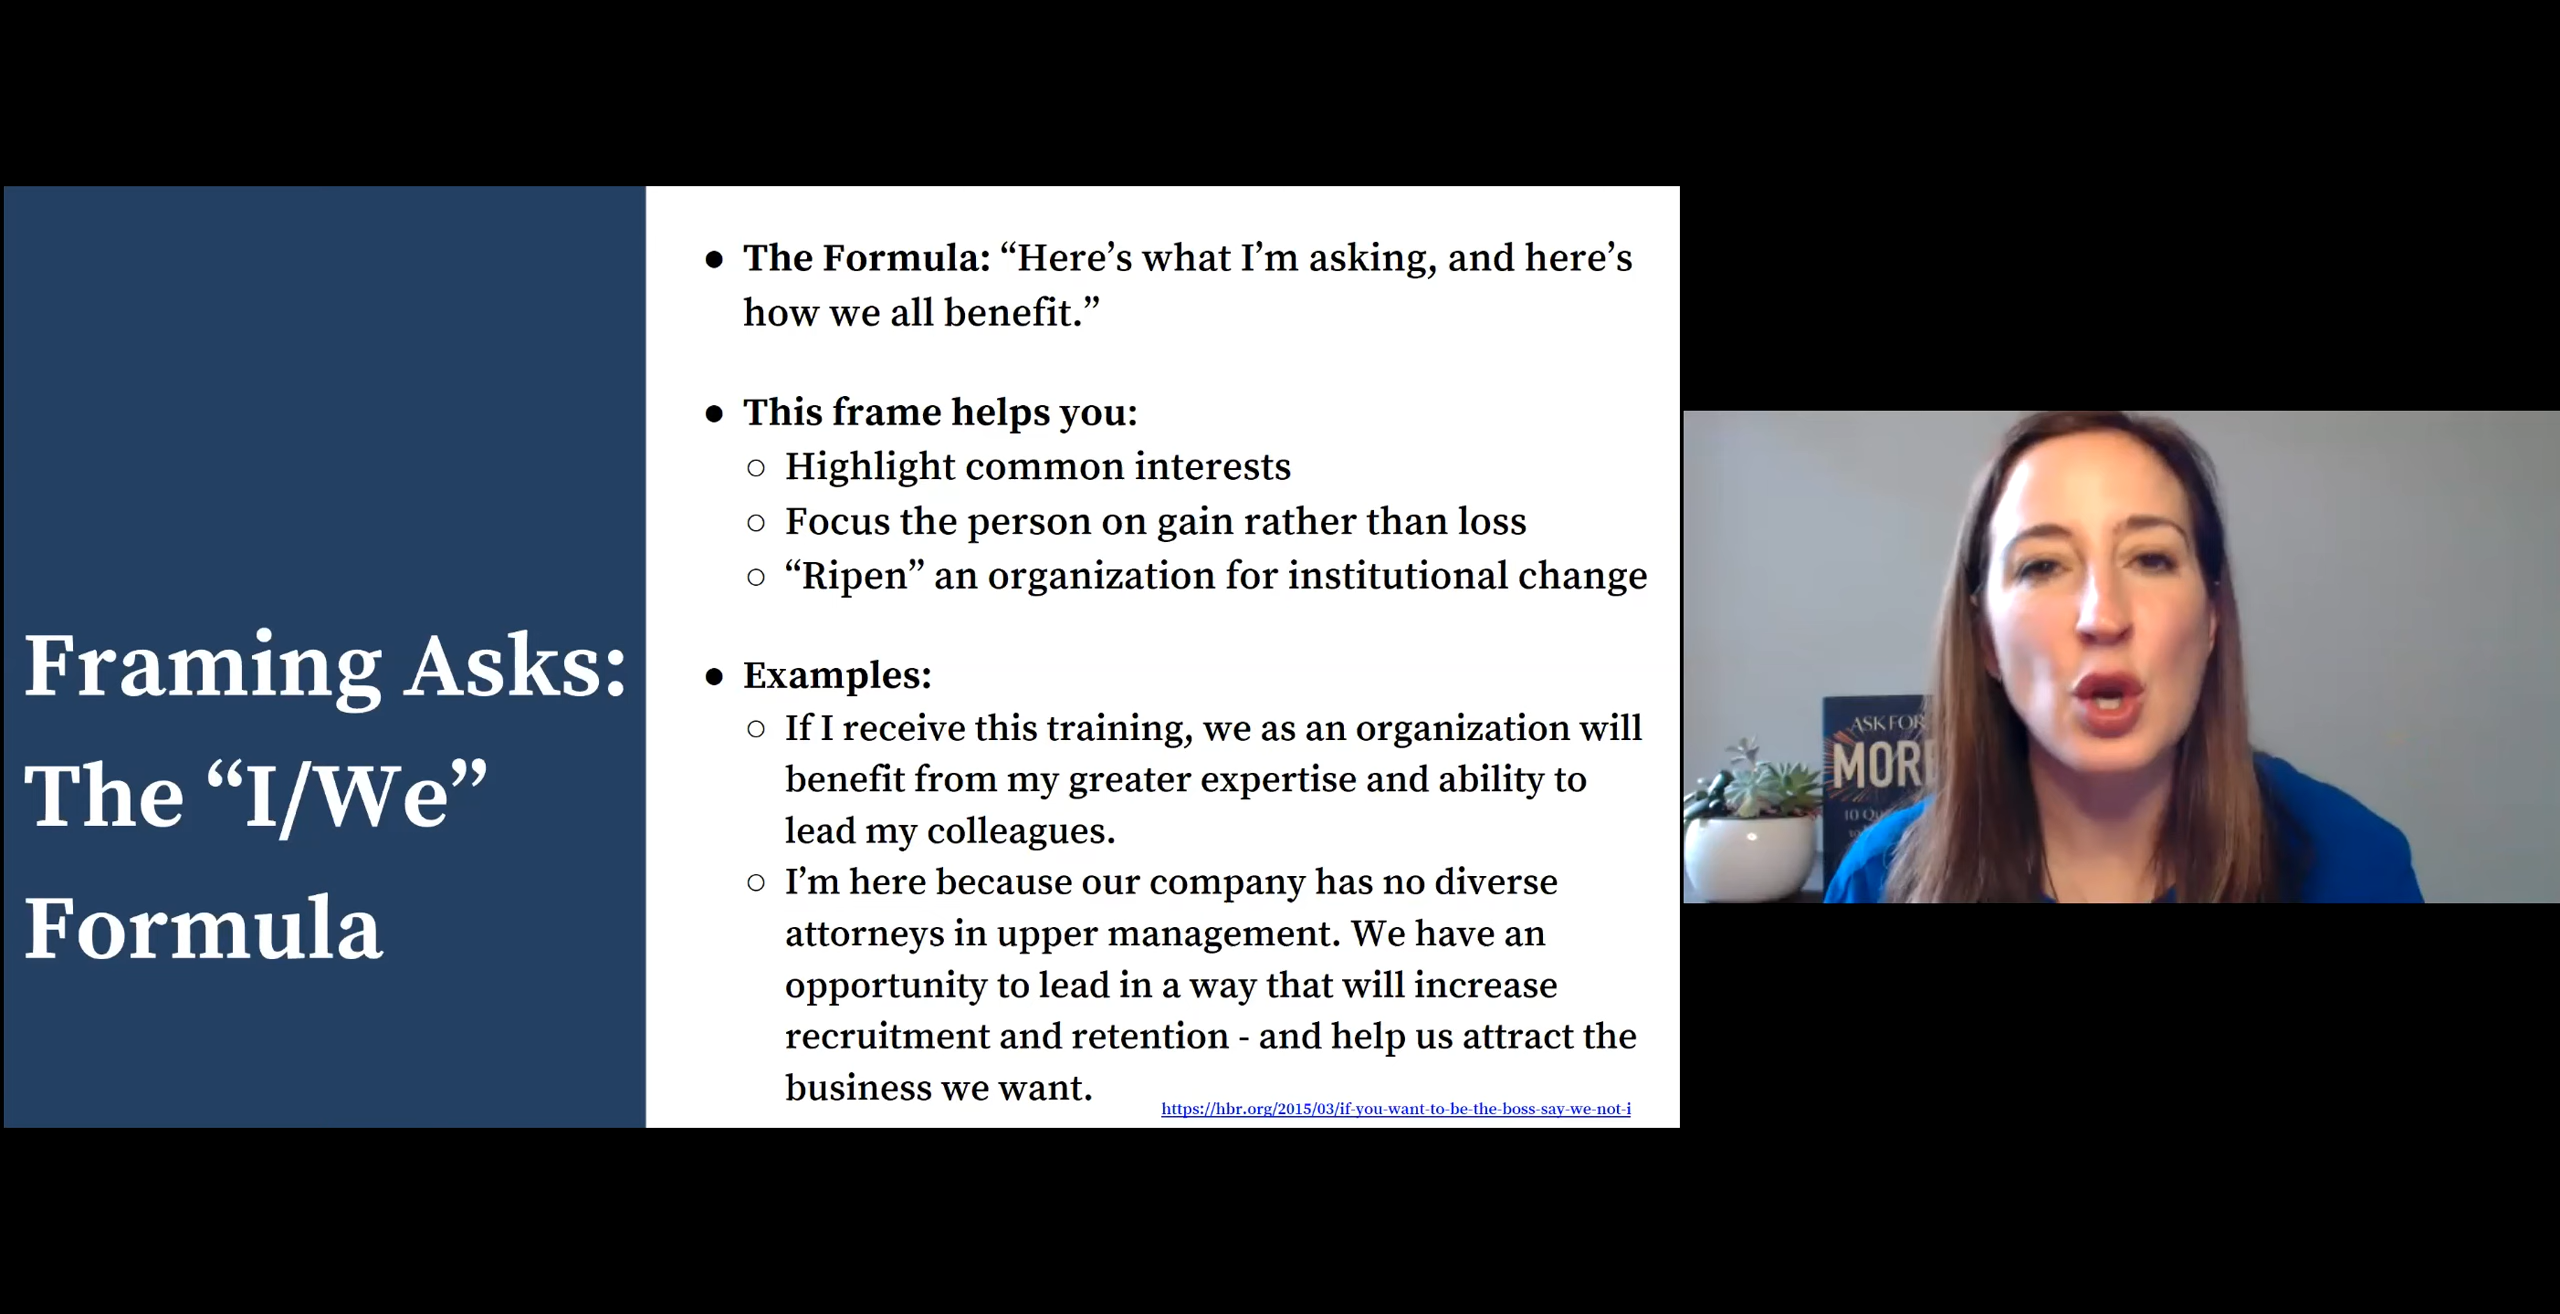 Framing Asks:
The “I/We”
Formula
● The Formula: “Here’s what I’m asking, and here’s
how we all benefit.”
● This frame helps you:
○ Highlight common interests
○ Focus the person on gain rather than loss
○ “Ripen” an organization for institutional change
● Examples:
○ If I receive this training, we as an organization will
benefit from my greater expertise and ability to
lead my colleagues.
○ I’m here because our company has no diverse
attorneys in upper management. We have an
opportunity to lead in a way that will increase
recruitment and retention - and help us attract the
business we want.
https://hbr.org/2015/03/if-you-want-to-be-the-boss-say-we-not-i
ASK FOR
MORE
10